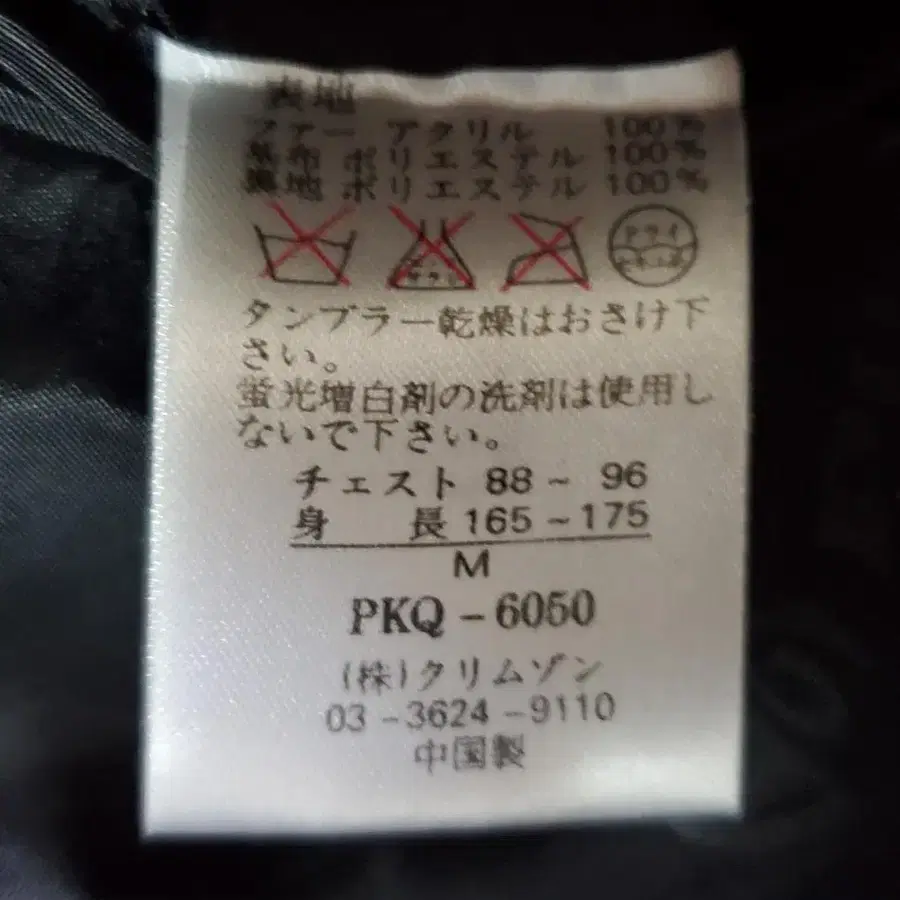 表地
ファー アクリル 100%
基布 ポリエステル 100%
裏地 ポリエステル 100%
ドライ
タンブラー乾燥はおさけ下
さい。
蛍光増白剤の洗剤は使用し
ないで下さい。
チェスト 88~ 96
身 長 165~175
M
PKQ-6050
(株)クリムゾン
03-3624-9110
中国製